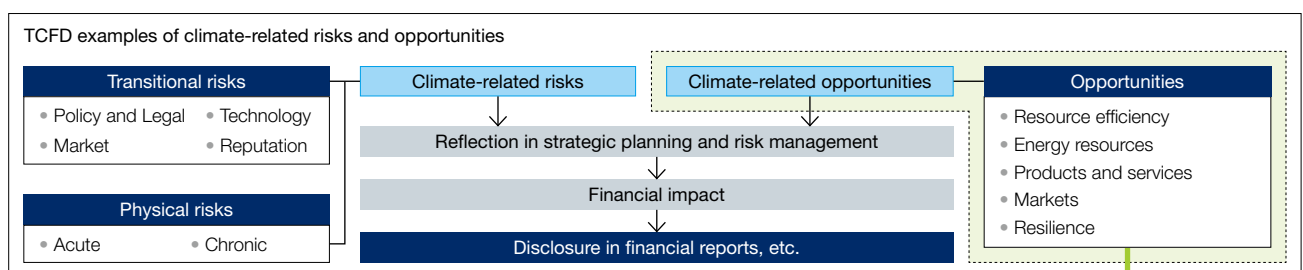 TCFD examples of climate-related risks and opportunities
Transitional risks
• Policy and Legal • Technology
• Market • Reputation
Physical risks
• Acute • Chronic
Climate-related risks
Climate-related opportunities
Reflection in strategic planning and risk management
Financial impact
Disclosure in financial reports, etc.
Opportunities
• Resource efficiency
• Energy resources
• Products and services
• Markets
• Resilience